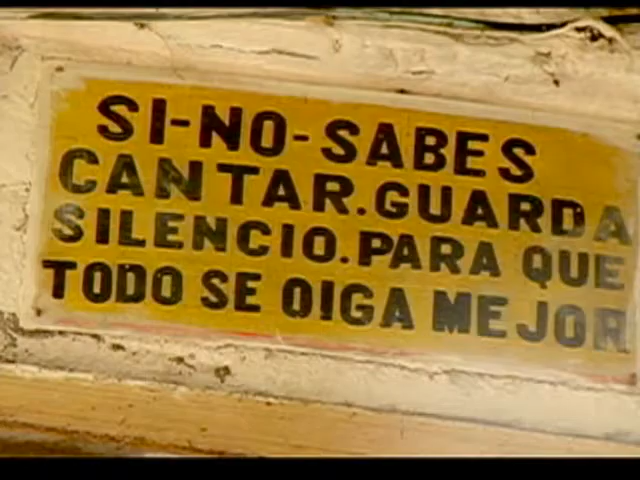 SI-NO-SABES
CANTAR.GUARDA
SILENCIO.PARA QUE
TODO SE OIGA MEJOR